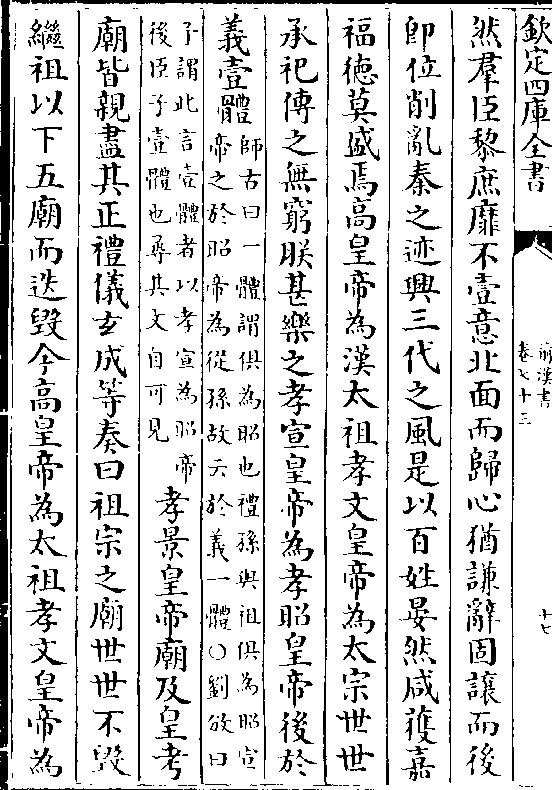 欽定四庫全書
前漢書
卷七十三
十七
然羣臣黎庶靡不壹意北面而歸心猶謙辭固讓而後
即位削亂秦之迹興三代之風是以百姓晏然咸獲嘉
福德莫盛焉高皇帝為漢太祖孝文皇帝為太宗世世
承祀傳之無窮朕甚樂之孝宣皇帝為孝昭皇帝後於
義壹體
師古曰一體謂俱為昭也禮孫與祖俱為昭宣
帝之於昭帝為從孫故云於義一體〇劉攽曰
子謂此言壹體者以孝宣為昭帝
後臣子壹體也尋其文自可見
孝景皇帝廟及皇考
廟皆親盡其正禮儀玄成等奏曰祖宗之廟世世不毀
繼祖以下五廟而迭毀今高皇帝為太祖孝文皇帝為